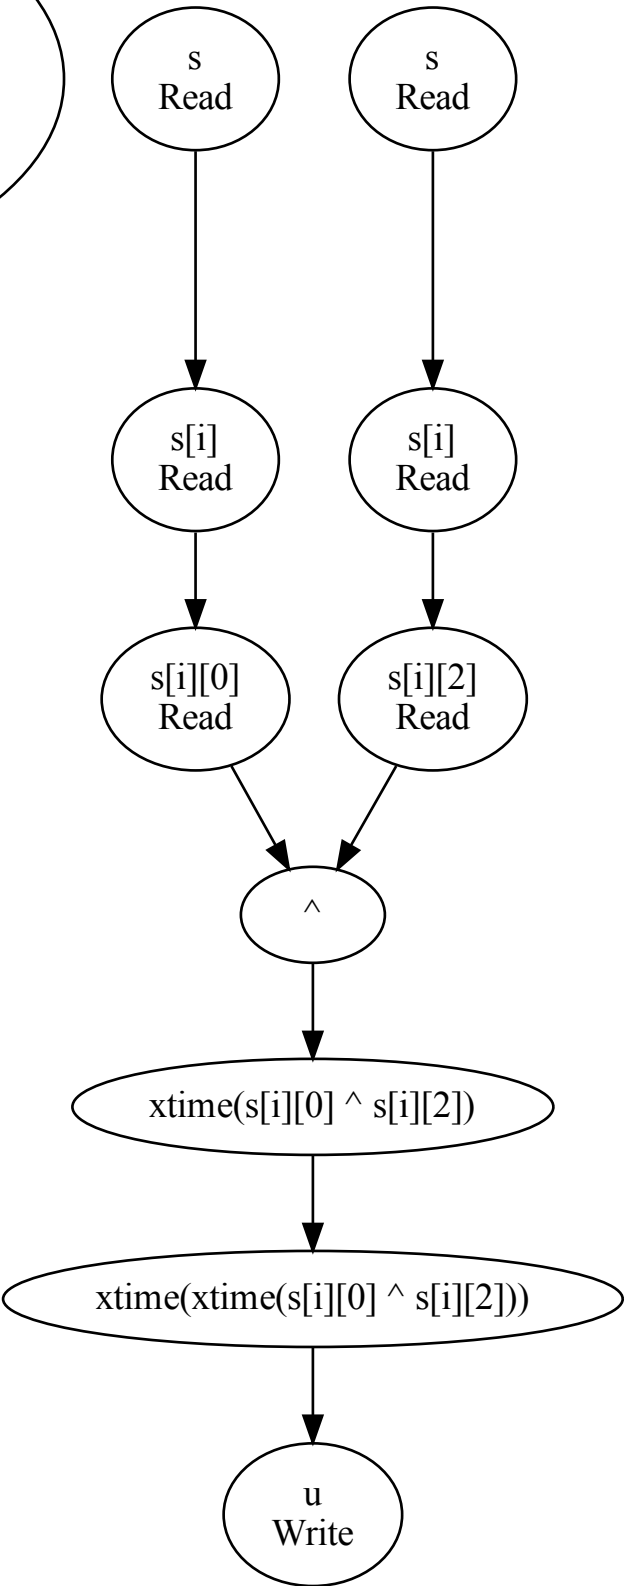 s
Read
s
Read
s[i]
Read
s[i]
Read
s[i][0]
Read
s[i][2]
Read
^
xtime(s[i][0] ^ s[i][2])
xtime(xtime(s[i][0] ^ s[i][2]))
u
Write